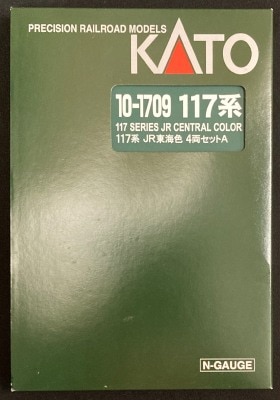 PRECISION RAILROAD MODELS
KATO
10-1709 117系
117 SERIES JR CENTRAL COLOR
117系 JR東海色 4両セットA
N-GAUGE